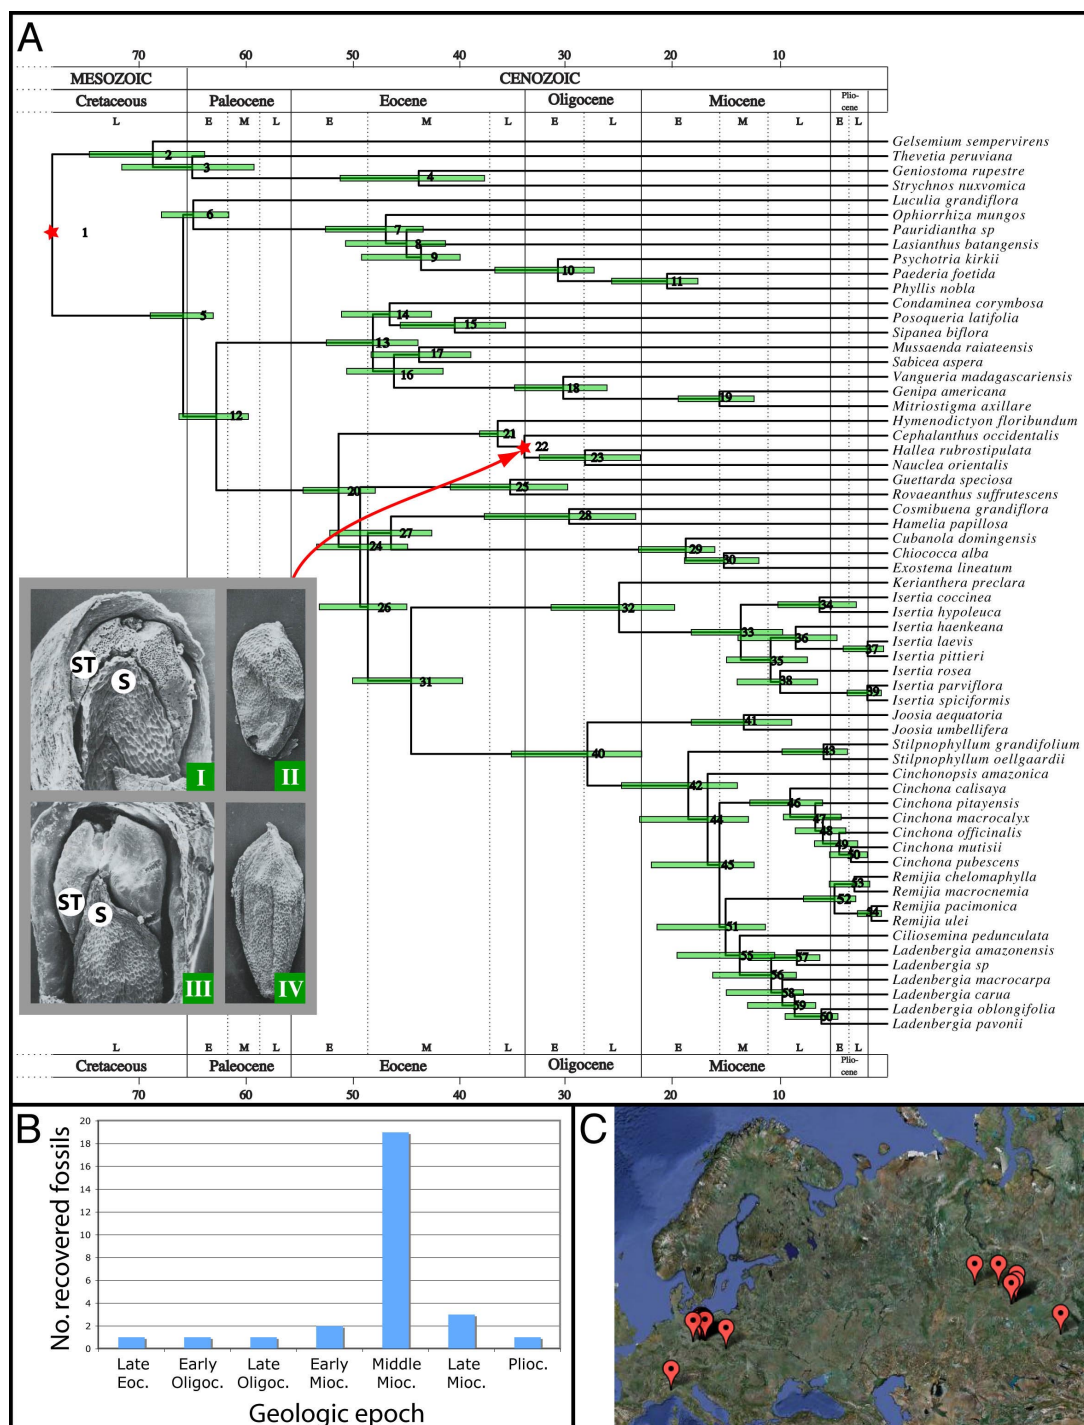 A
70 60 50 40 30 20 10
MESOZOIC CENOZOIC
Cretaceous Paleocene Eocene Oligocene Miocene Plio-
cene
L E M L E M L E L E M L E L
Gelsemium sempervirens
2 Thevetia peruviana
3 Geniostoma rupestre
4 Strychnos nuxvomica
Luculia grandiflora
6 Ophiorrhiza mungos
1 7 Pauridiantha sp
8 Lasianthus batangensis
9 Psychotria kirkii
10 Paederia foetida
11 Phyllis nobla
Condaminea corymbosa
5 14 Posoqueria latifolia
15 Sipanea biflora
13 Mussaenda raiateensis
17 Sabicea aspera
16 Vangueria madagascariensis
18 Genipa americana
19 Mitriostigma axillare
12 Hymenodictyon floribundum
21 Cephalanthus occidentalis
22 Hallea rubrostipulata
23 Nauclea orientalis
Guettarda speciosa
20 25 Rovaeanthus suffrutescens
Cosmibuena grandiflora
28 Hamelia papillosa
27 Cubanola domingensis
24 29 Chiococca alba
30 Exostema lineatum
Kerianthera preclara
Isertia coccinea
26 32 34 Isertia hypoleuca
Isertia haenkeana
33 36 Isertia laevis
37 Isertia pittieri
35 Isertia rosea
31 38 Isertia parviflora
39 Isertia spiciformis
Joosia aequatoria
41 Joosia umbellifera
Stilpnophyllum grandifolium
40 43 Stilpnophyllum oellgaardii
Cinchonopsis amazonica
42 Cinchona calisaya
46 Cinchona pitayensis
44 47 Cinchona macrocalyx
48 Cinchona officinalis
49 Cinchona mutisii
45 50 Cinchona pubescens
Remijia chelomaphylla
53 Remijia macrocnemia
52 Remijia pacimonica
54 Remijia ulei
51 Ciliosemina pedunculata
55 57 Ladenbergia amazonensis
Ladenbergia sp
56 Ladenbergia macrocarpa
58 Ladenbergia carua
59 Ladenbergia oblongifolia
60 Ladenbergia pavonii
ST
S
I
II
ST
S
III
IV
L E M L E M L E L E M L E L
Cretaceous Paleocene Eocene Oligocene Miocene Plio-
cene
70 60 50 40 30 20 10
B
No. recovered fossils
20
18
16
14
12
10
8
6
4
2
0
Late Early Late Early Middle Late Plioc.
Eoc. Oligoc. Oligoc. Mioc. Mioc. Mioc.
Geologic epoch
C